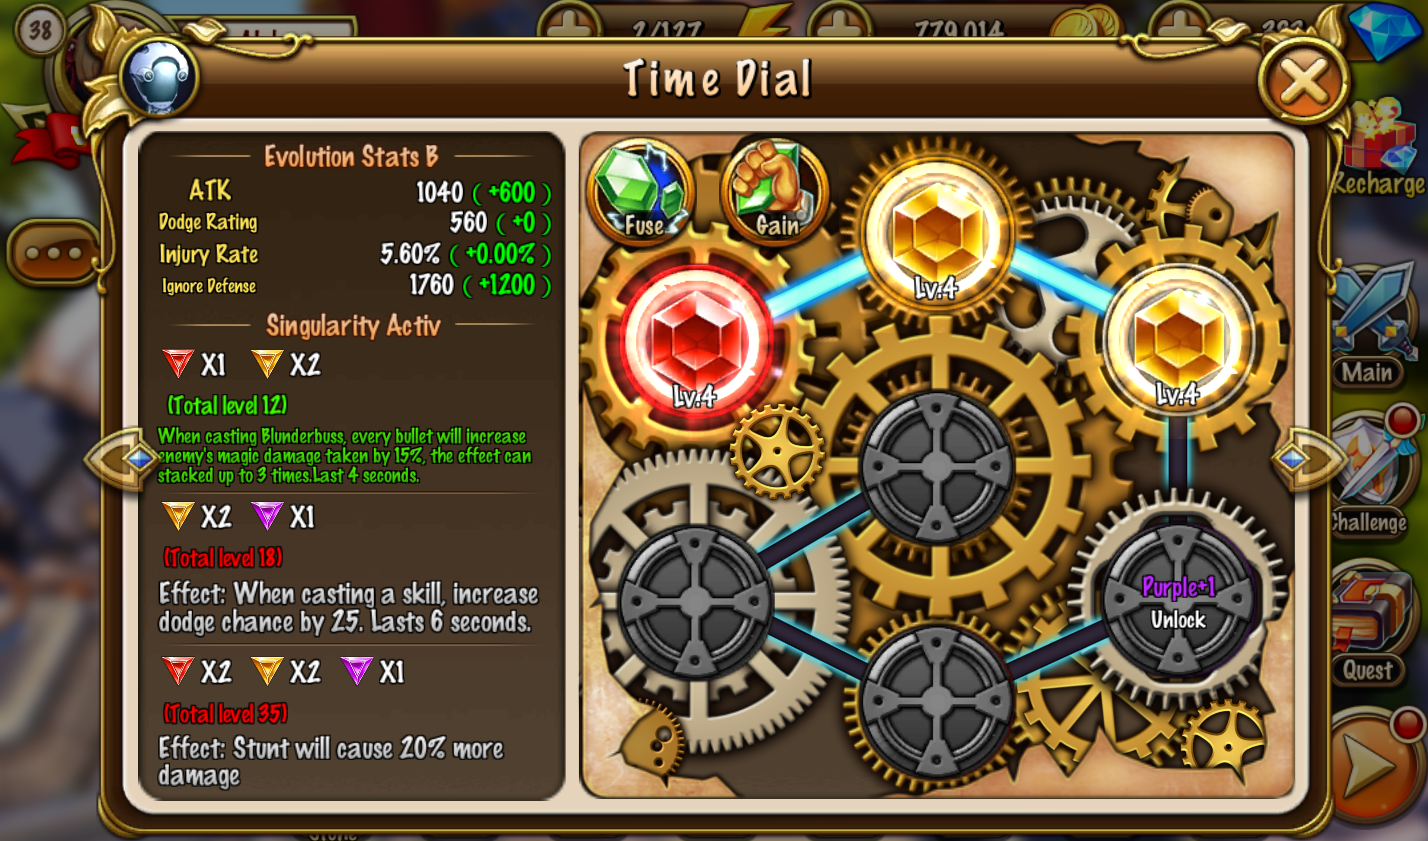 38
2/127
779,014
Time Dial
Evolution Stats B
ATK 1040 ( +600 )
Dodge Rating 560 ( +0 )
Injury Rate 5.60% ( +0.00% )
Ignore Defense 1760 ( +1200 )
Singularity Activ
X1 X2
(Total level 12)
When casting Blunderbuss, every bullet will increase
enemy's magic damage taken by 15%, the effect can
stacked up to 3 times.Last 4 seconds.
X2 X1
(Total level 18)
Effect: When casting a skill, increase
dodge chance by 25. Lasts 6 seconds.
X2 X2 X1
(Total level 35)
Effect: Stunt will cause 20% more
damage
Fuse
Gain
Lv.4
Lv.4
Lv.4
Purple+1
Unlock
Recharge
Main
Challenge
Quest